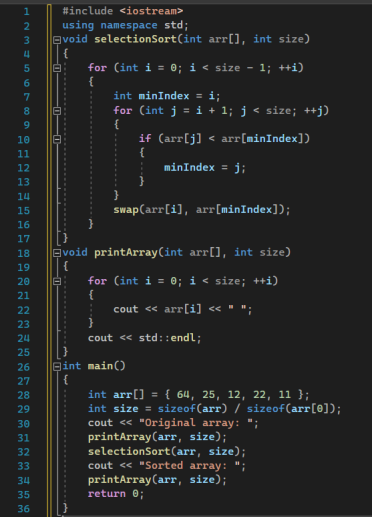 1 #include <iostream>
2 using namespace std;
3 void selectionSort(int arr[], int size)
4 {
5 for (int i = 0; i < size - 1; ++i)
6 {
7 int minIndex = i;
8 for (int j = i + 1; j < size; ++j)
9 {
10 if (arr[j] < arr[minIndex])
11 {
12 minIndex = j;
13 }
14 }
15 swap(arr[i], arr[minIndex]);
16 }
17 }
18 void printArray(int arr[], int size)
19 {
20 for (int i = 0; i < size; ++i)
21 {
22 cout << arr[i] << " ";
23 }
24 cout << std::endl;
25 }
26 int main()
27 {
28 int arr[] = { 64, 25, 12, 22, 11 };
29 int size = sizeof(arr) / sizeof(arr[0]);
30 cout << "Original array: ";
31 printArray(arr, size);
32 selectionSort(arr, size);
33 cout << "Sorted array: ";
34 printArray(arr, size);
35 return 0;
36 }